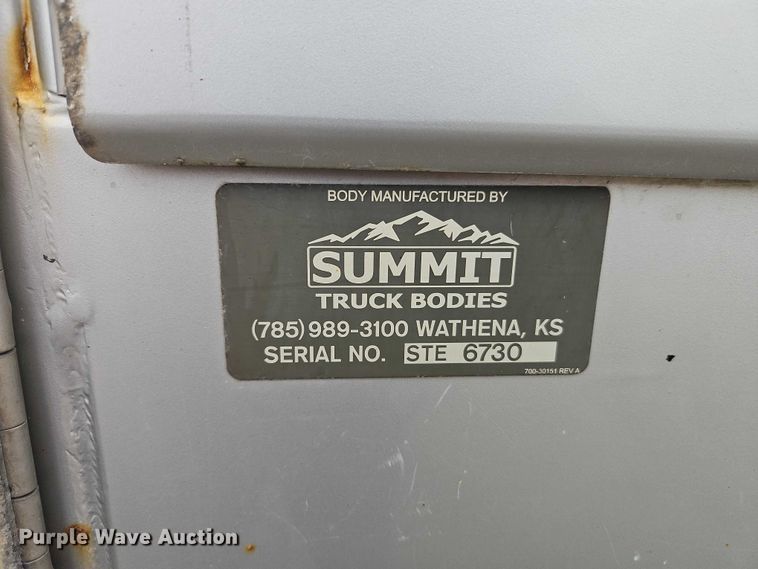 BODY MANUFACTURED BY
SUMMIT
TRUCK BODIES
(785) 989-3100 WATHENA, KS
SERIAL NO. STE 6730
700-30151 REV A
Purple Wave Auction